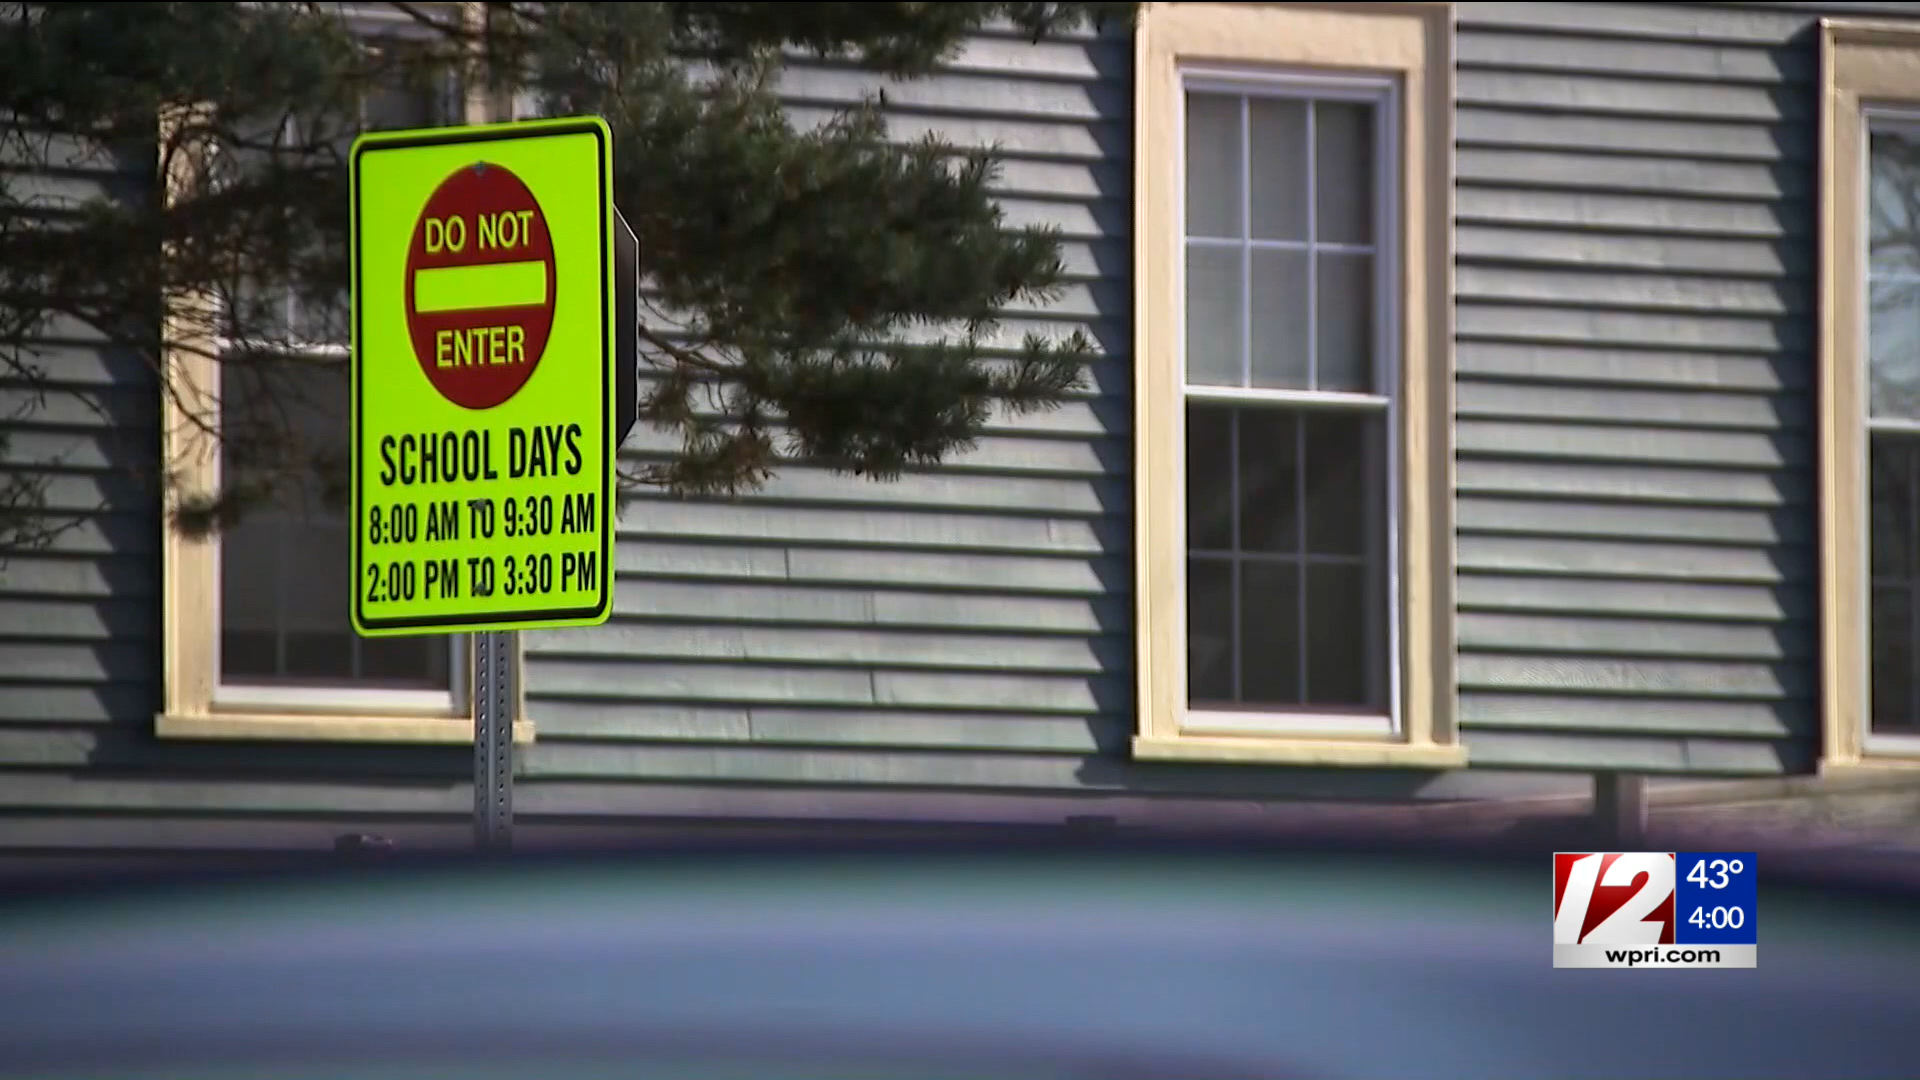 DO NOT
ENTER
SCHOOL DAYS
8:00 AM TO 9:30 AM
2:00 PM TO 3:30 PM
12
43°
4:00
wpri.com